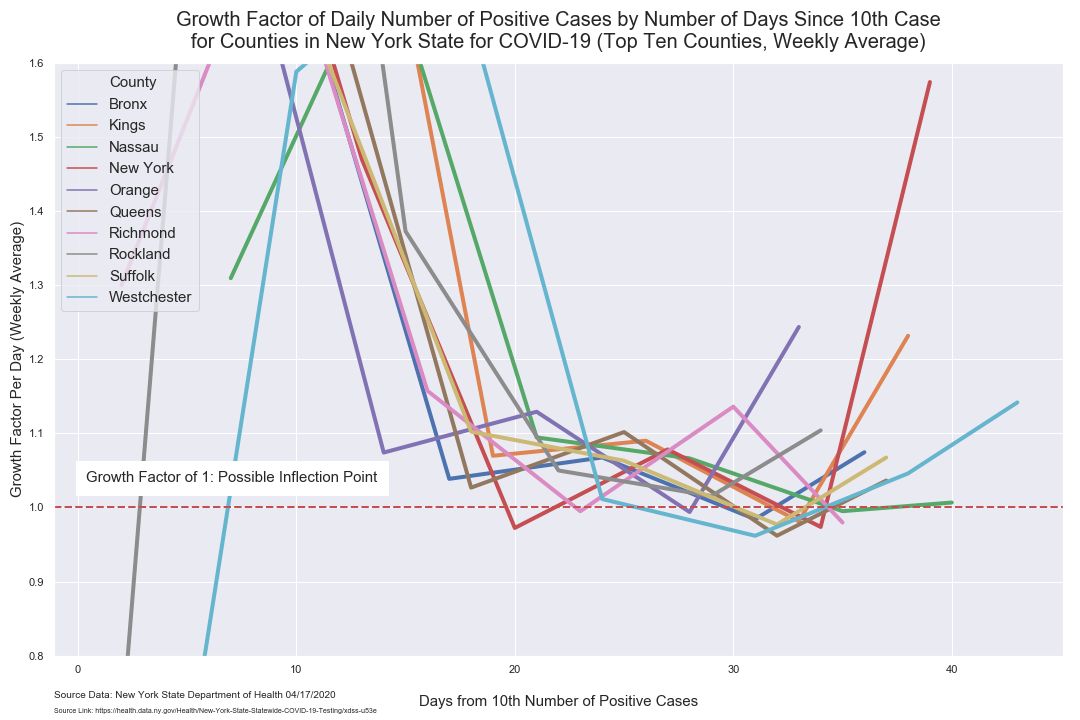 Growth Factor of Daily Number of Positive Cases by Number of Days Since 10th Case
for Counties in New York State for COVID-19 (Top Ten Counties, Weekly Average)
Growth Factor Per Day (Weekly Average)
1.6
1.5
1.4
1.3
1.2
1.1
1.0
0.9
0.8
County
Bronx
Kings
Nassau
New York
Orange
Queens
Richmond
Rockland
Suffolk
Westchester
Growth Factor of 1: Possible Inflection Point
0 10 20 30 40
Days from 10th Number of Positive Cases
Source Data: New York State Department of Health 04/17/2020
Source Link: https://health.data.ny.gov/Health/New-York-State-Statewide-COVID-19-Testing/xdss-u53e